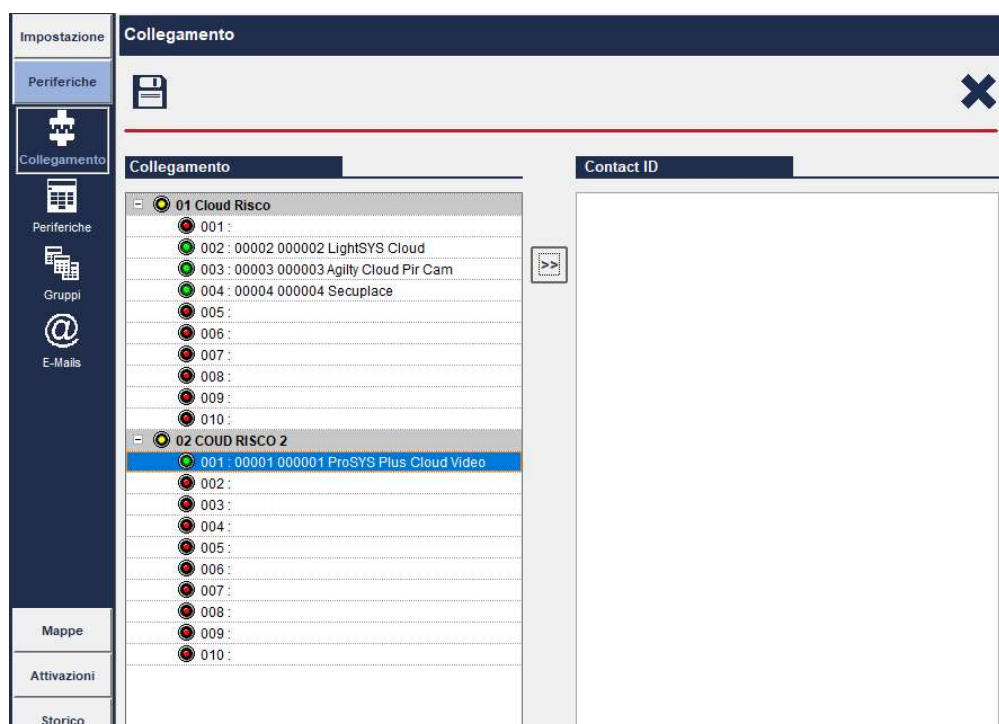 Impostazione
Periferiche
Collegamento
Periferiche
Gruppi
@
E-Mails
Mappe
Attivazioni
Storico
Collegamento
Collegamento
01 Cloud Risco
001 :
002 : 00002 000002 LightSYS Cloud
003 : 00003 000003 Agilty Cloud Pir Cam
004 : 00004 000004 Secuplace
005 :
006 :
007 :
008 :
009 :
010 :
02 COUD RISCO 2
001 : 00001 000001 ProSYS Plus Cloud Video
002 :
003 :
004 :
005 :
006 :
007 :
008 :
009 :
010 :
>>
Contact ID